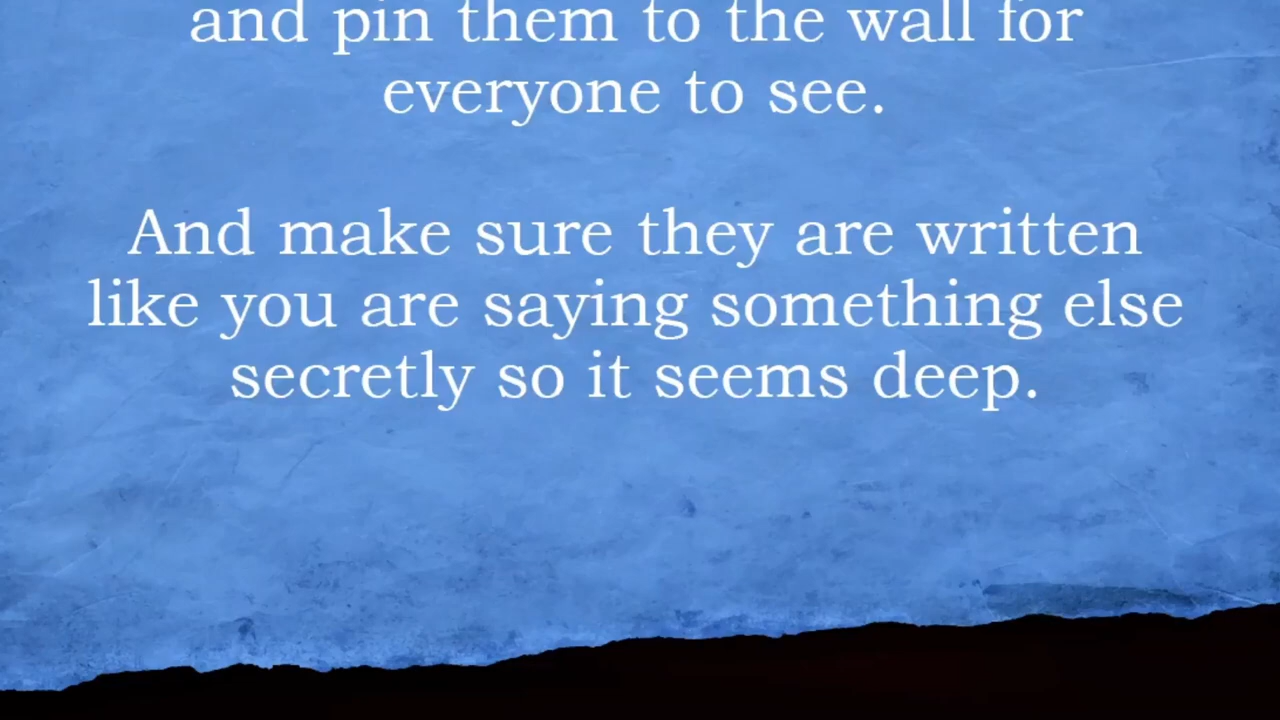 and pin them to the wall for
everyone to see.
And make sure they are written
like you are saying something else
secretly so it seems deep.